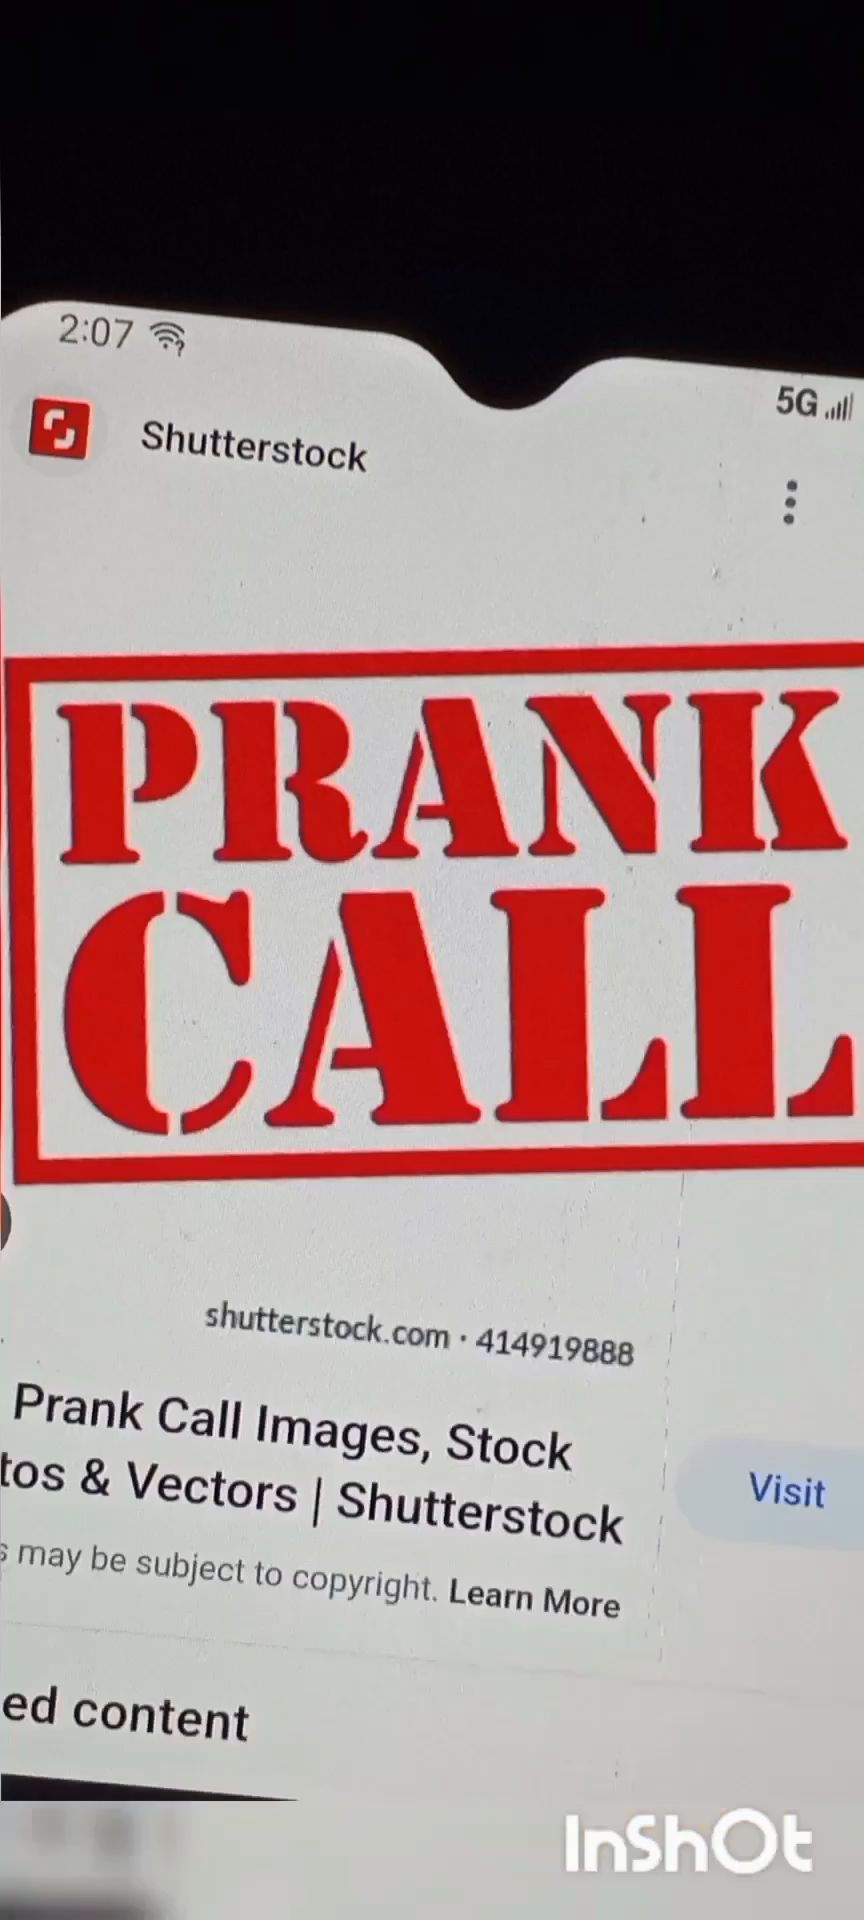 2:07
5G
Shutterstock
PRANK
CALL
shutterstock.com · 414919888
Prank Call Images, Stock
tos & Vectors | Shutterstock
Visit
s may be subject to copyright. Learn More
ed content
InShOt